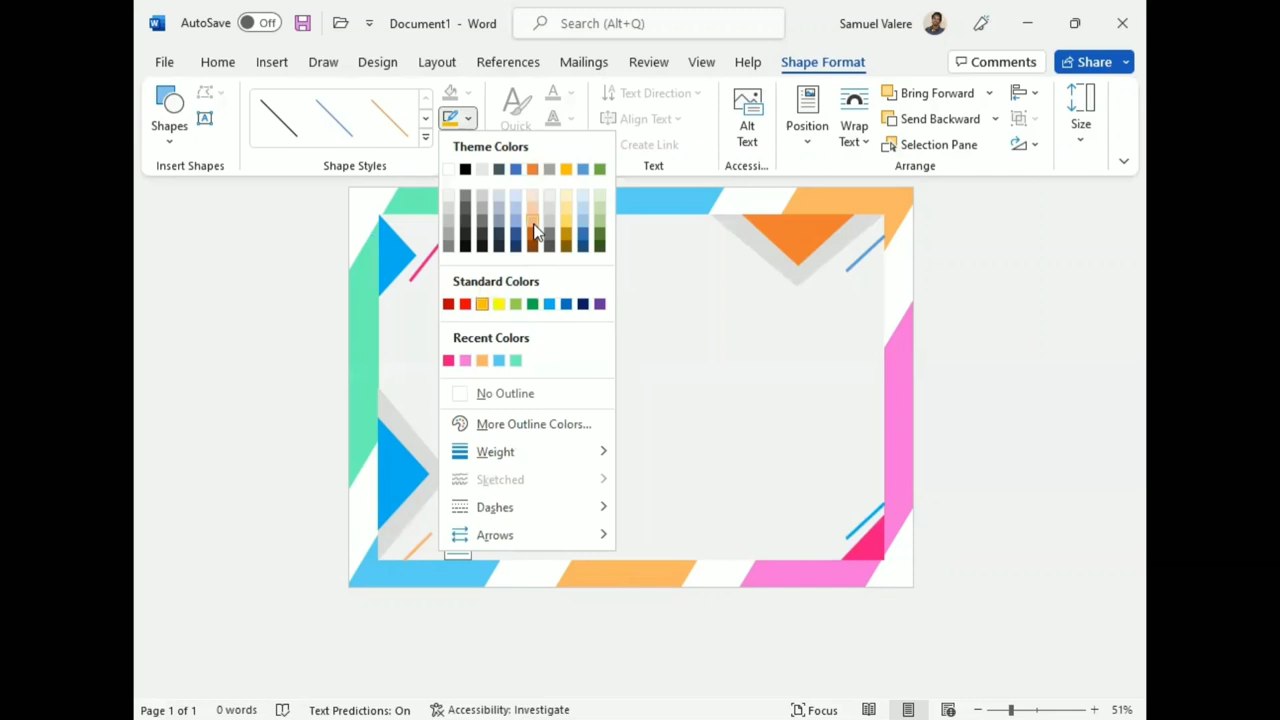 AutoSave Off Document1 - Word Search (Alt+Q) Samuel Valere
File Home Insert Draw Design Layout References Mailings Review View Help Shape Format Comments Share
Shapes
Insert Shapes
Shape Styles
Quick
Text Direction
Align Text
Create Link
Text
Alt
Text
Accessi...
Position
Wrap
Text
Bring Forward
Send Backward
Selection Pane
Arrange
Size
Theme Colors
Standard Colors
Recent Colors
No Outline
More Outline Colors...
Weight
Sketched
Dashes
Arrows
Page 1 of 1 0 words Text Predictions: On Accessibility: Investigate Focus 51%